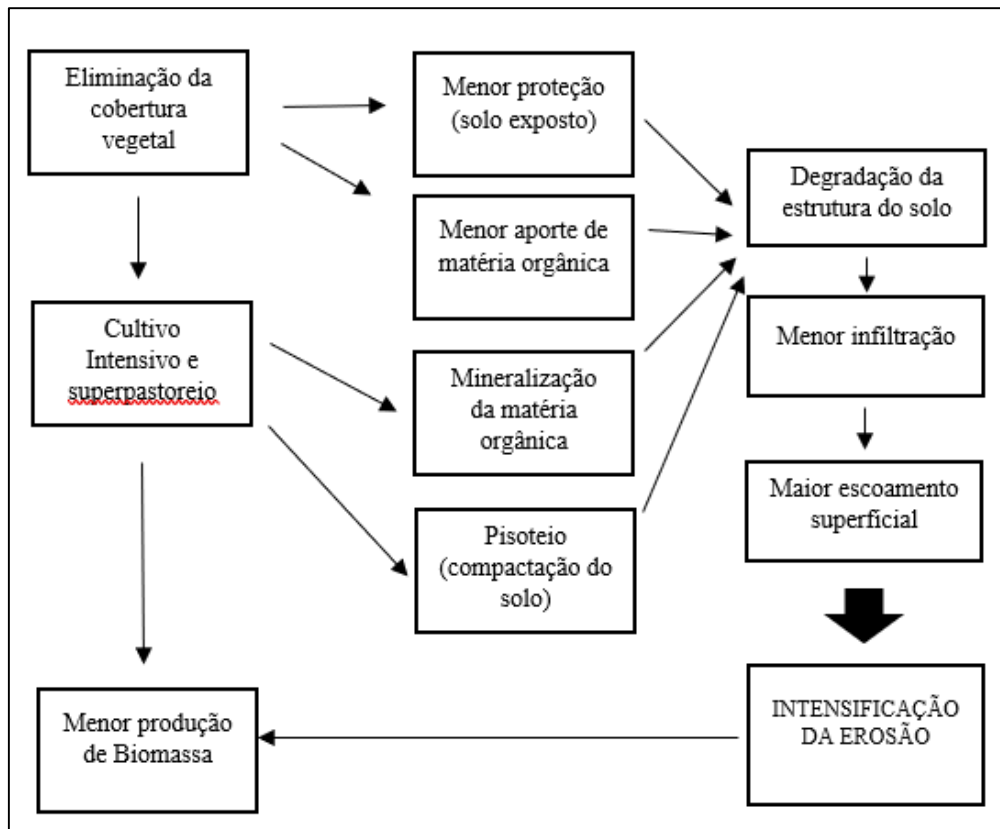 Eliminação da
cobertura
vegetal
Menor proteção
(solo exposto)
Degradação da
estrutura do solo
Menor aporte de
matéria orgânica
Cultivo
Intensivo e
superpastoreio
Menor infiltração
Mineralização
da matéria
orgânica
Maior escoamento
superfícial
Pisoteio
(compactação do
solo)
Menor produção
de Biomassa
INTENSIFICAÇÃO
DA EROSÃO